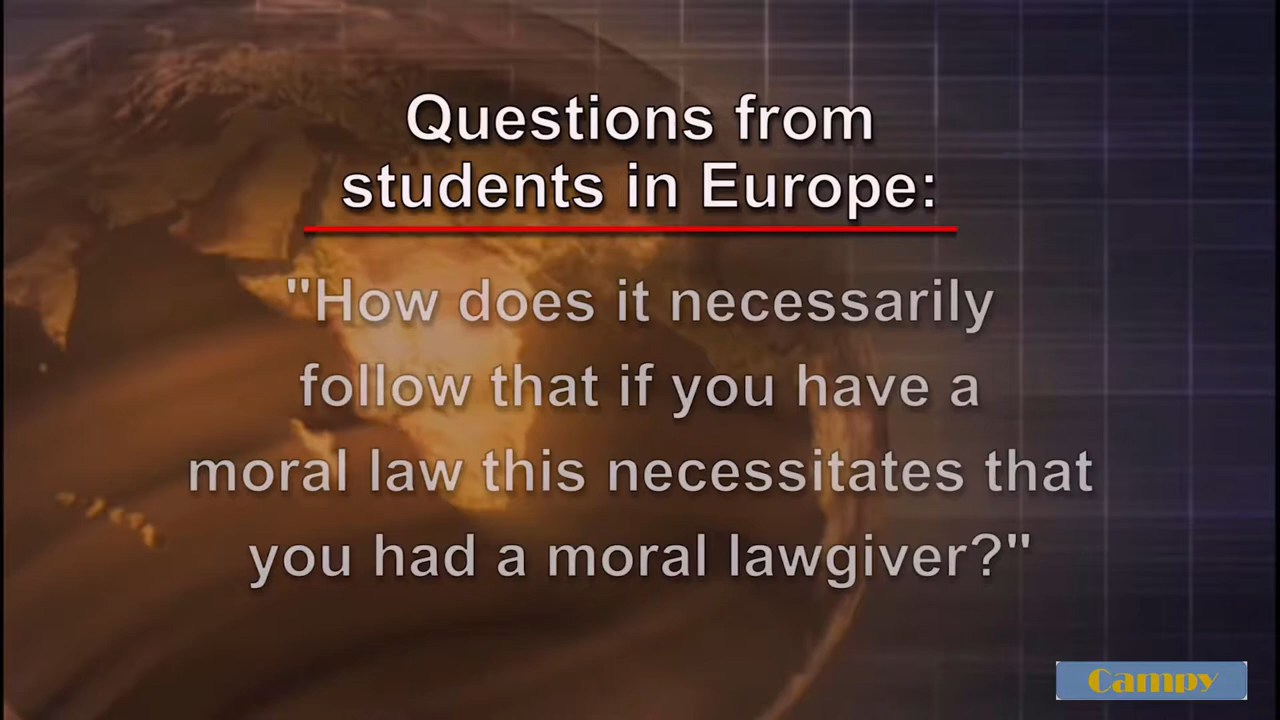 Questions from
students in Europe:
"How does it necessarily
follow that if you have a
moral law this necessitates that
you had a moral lawgiver?"
Campy